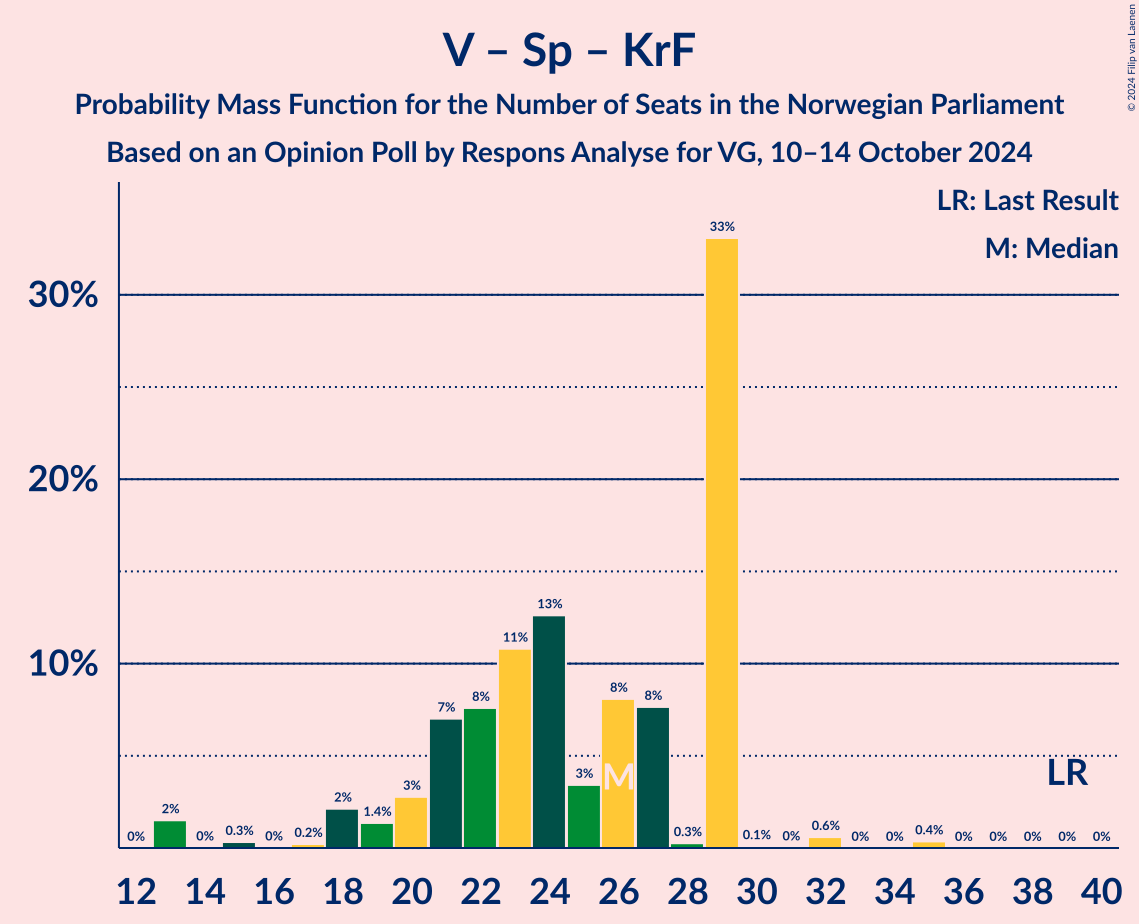 V – Sp – KrF
Probability Mass Function for the Number of Seats in the Norwegian Parliament
Based on an Opinion Poll by Respons Analyse for VG, 10–14 October 2024
© 2024 Filip van Laenen
LR: Last Result
M: Median
30%
20%
10%
0% 2% 0% 0.3% 0% 0.2% 2% 1.4% 3% 7% 8% 11% 13% 3% 8% 8% 0.3% 33% 0.1% 0% 0.6% 0% 0% 0.4% 0% 0% 0% 0% 0%
M
LR
12 14 16 18 20 22 24 26 28 30 32 34 36 38 40